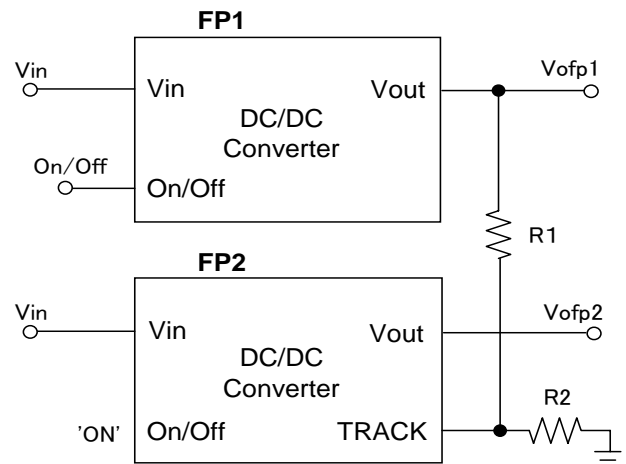 FP1
Vin
Vin
Vout
Vofp1
DC/DC
Converter
On/Off
On/Off
R1
FP2
Vin
Vin
Vout
Vofp2
DC/DC
Converter
R2
'ON'
On/Off
TRACK